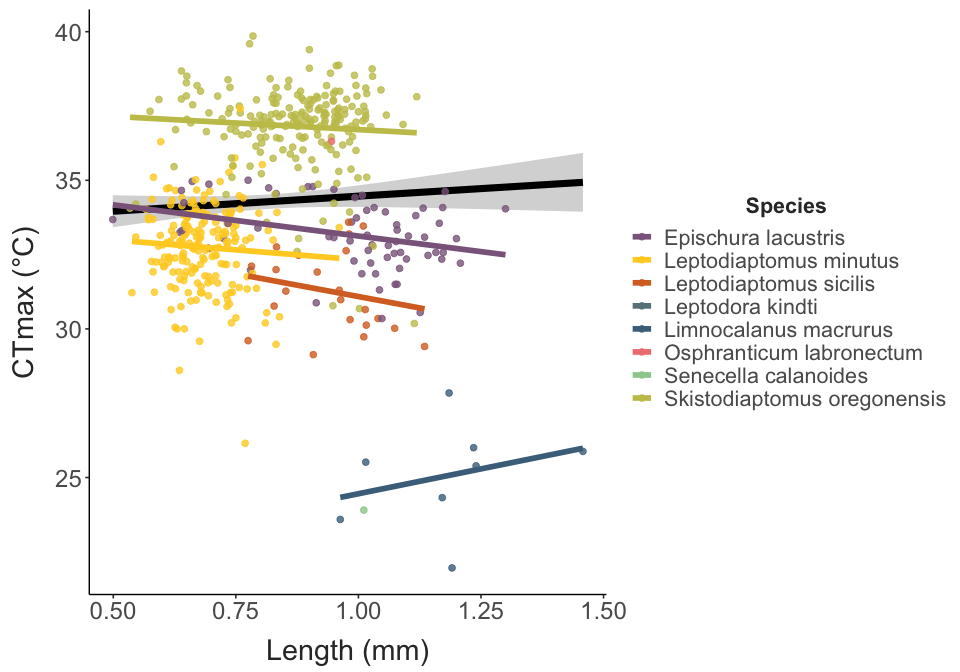 40
35
30
25
CTmax (°C)
0.50 0.75 1.00 1.25 1.50
Length (mm)
Species
Epischura lacustris
Leptodiaptomus minutus
Leptodiaptomus sicilis
Leptodora kindti
Limnocalanus macrurus
Osphranticum labronectum
Senecella calanoides
Skistodiaptomus oregonensis